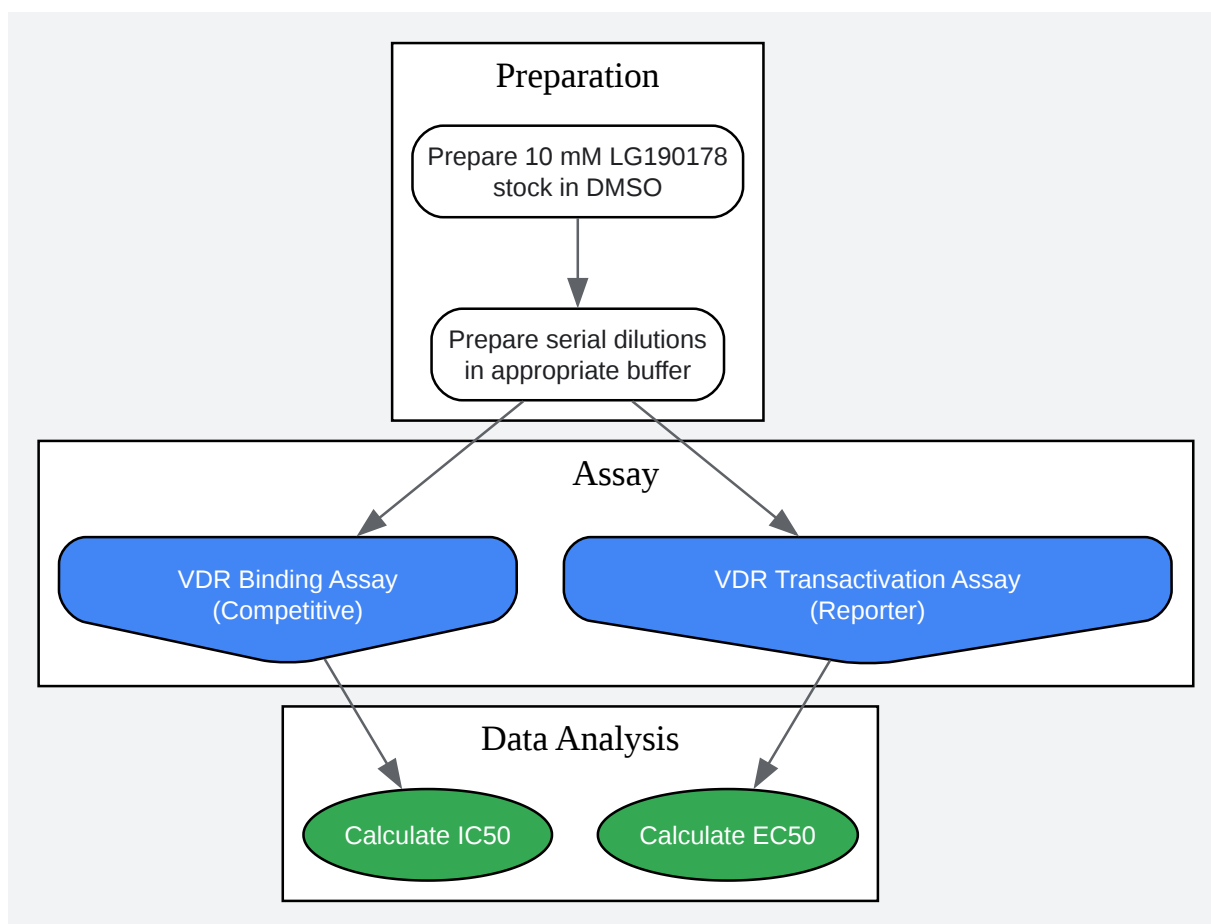 Preparation
Prepare 10 mM LG190178
stock in DMSO
Prepare serial dilutions
in appropriate buffer
Assay
VDR Binding Assay
(Competitive)
VDR Transactivation Assay
(Reporter)
Data Analysis
Calculate IC50
Calculate EC50